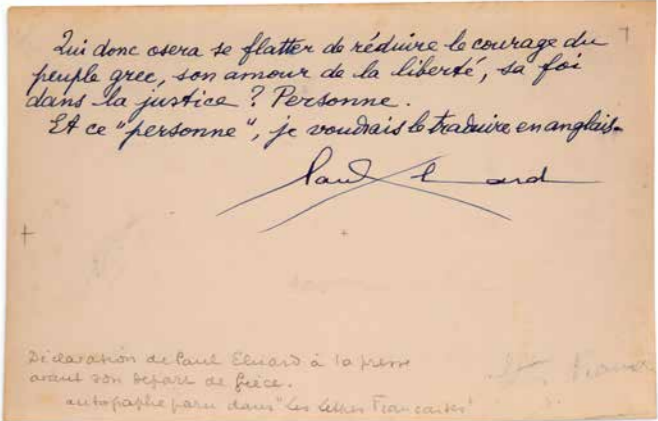 Qui donc osera se flatter de réduire le courage du
peuple grec, son amour de la liberté, sa foi
dans la justice ? Personne.
Et ce "personne", je voudrais le traduire en anglais.
Paul Eluard
Déclaration de Paul Eluard à la presse
avant son départ de Grèce.
autographe paru dans "Les Lettres Françaises"